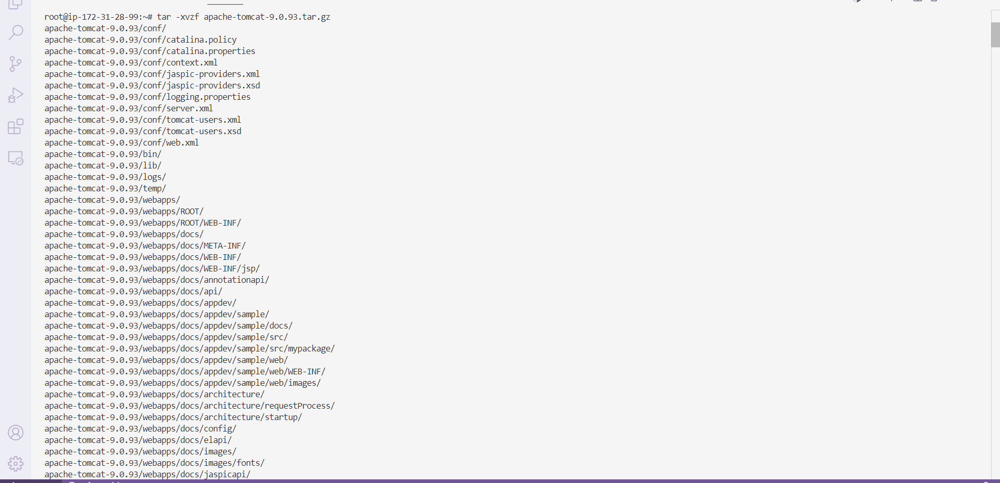 root@ip-172-31-28-99:~# tar -xvzf apache-tomcat-9.0.93.tar.gz
apache-tomcat-9.0.93/conf/
apache-tomcat-9.0.93/conf/catalina.policy
apache-tomcat-9.0.93/conf/catalina.properties
apache-tomcat-9.0.93/conf/context.xml
apache-tomcat-9.0.93/conf/jaspic-providers.xml
apache-tomcat-9.0.93/conf/jaspic-providers.xsd
apache-tomcat-9.0.93/conf/logging.properties
apache-tomcat-9.0.93/conf/server.xml
apache-tomcat-9.0.93/conf/tomcat-users.xml
apache-tomcat-9.0.93/conf/tomcat-users.xsd
apache-tomcat-9.0.93/conf/web.xml
apache-tomcat-9.0.93/bin/
apache-tomcat-9.0.93/lib/
apache-tomcat-9.0.93/logs/
apache-tomcat-9.0.93/temp/
apache-tomcat-9.0.93/webapps/
apache-tomcat-9.0.93/webapps/ROOT/
apache-tomcat-9.0.93/webapps/ROOT/WEB-INF/
apache-tomcat-9.0.93/webapps/docs/
apache-tomcat-9.0.93/webapps/docs/META-INF/
apache-tomcat-9.0.93/webapps/docs/WEB-INF/
apache-tomcat-9.0.93/webapps/docs/WEB-INF/jsp/
apache-tomcat-9.0.93/webapps/docs/annotationapi/
apache-tomcat-9.0.93/webapps/docs/api/
apache-tomcat-9.0.93/webapps/docs/appdev/
apache-tomcat-9.0.93/webapps/docs/appdev/sample/
apache-tomcat-9.0.93/webapps/docs/appdev/sample/docs/
apache-tomcat-9.0.93/webapps/docs/appdev/sample/src/
apache-tomcat-9.0.93/webapps/docs/appdev/sample/src/mypackage/
apache-tomcat-9.0.93/webapps/docs/appdev/sample/web/
apache-tomcat-9.0.93/webapps/docs/appdev/sample/web/WEB-INF/
apache-tomcat-9.0.93/webapps/docs/appdev/sample/web/images/
apache-tomcat-9.0.93/webapps/docs/architecture/
apache-tomcat-9.0.93/webapps/docs/architecture/requestProcess/
apache-tomcat-9.0.93/webapps/docs/architecture/startup/
apache-tomcat-9.0.93/webapps/docs/config/
apache-tomcat-9.0.93/webapps/docs/elapi/
apache-tomcat-9.0.93/webapps/docs/images/
apache-tomcat-9.0.93/webapps/docs/images/fonts/
apache-tomcat-9.0.93/webapps/docs/jaspicapi/